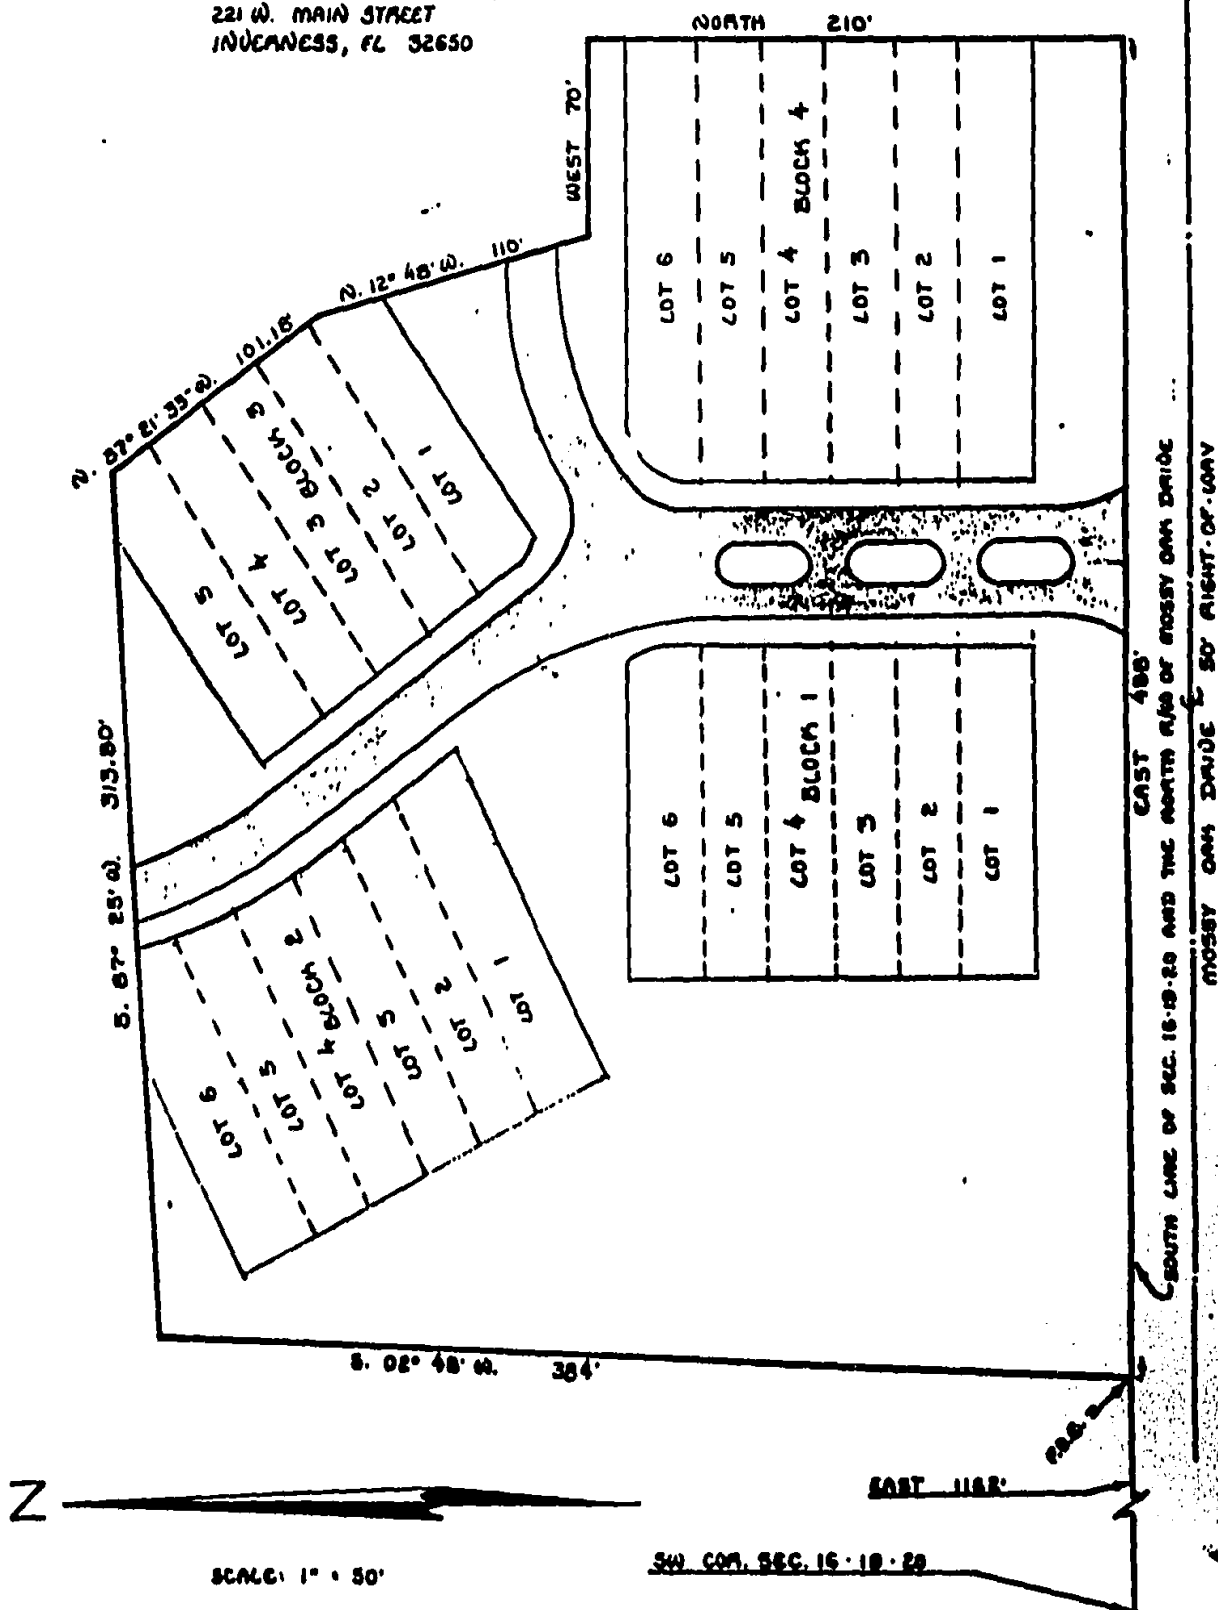 221 W. MAIN STREET
INVERNESS, FL 32650
NORTH 210'
WEST 70'
N. 12° 48' W. 110'
N. 37° 21' 33" W. 101.18'
S. 87° 25' W. 313.80'
BLOCK 4
LOT 6
LOT 5
LOT 4
LOT 3
LOT 2
LOT 1
BLOCK 3
LOT 1
LOT 2
LOT 3
LOT 4
LOT 5
BLOCK 1
LOT 6
LOT 5
LOT 4
LOT 3
LOT 2
LOT 1
BLOCK 2
LOT 6
LOT 5
LOT 4
LOT 3
LOT 2
LOT 1
EAST 488'
SOUTH LINE OF SEC. 16-19-20 AND THE NORTH R/W OF MOSSY OAK DRIVE
MOSSY OAK DRIVE 50' RIGHT-OF-WAY
S. 02° 48' W. 384'
P.O.B.
EAST 1162'
N
SCALE: 1" = 50'
SW COR. SEC. 16-19-20